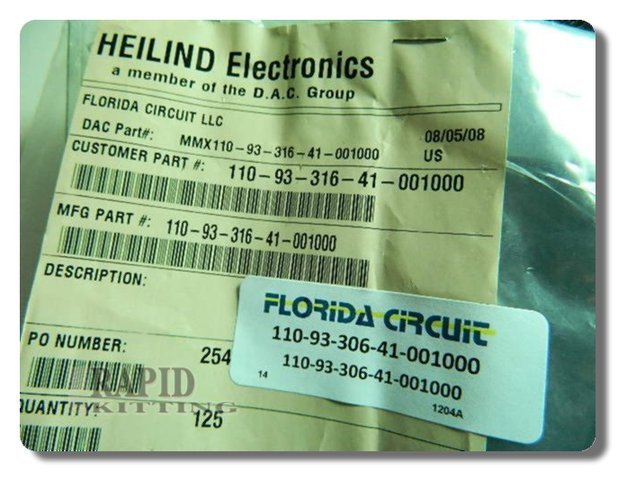 HEILIND Electronics
a member of the D.A.C. Group
FLORIDA CIRCUIT LLC
DAC Part#: MMX110-93-316-41-001000
08/05/08
US
CUSTOMER PART #: 110-93-316-41-001000
MFG PART #: 110-93-316-41-001000
DESCRIPTION:
FLORIDA CIRCUIT
110-93-306-41-001000
110-93-306-41-001000
14
1204A
PO NUMBER: 254
RAPID
KITTING
QUANTITY: 125